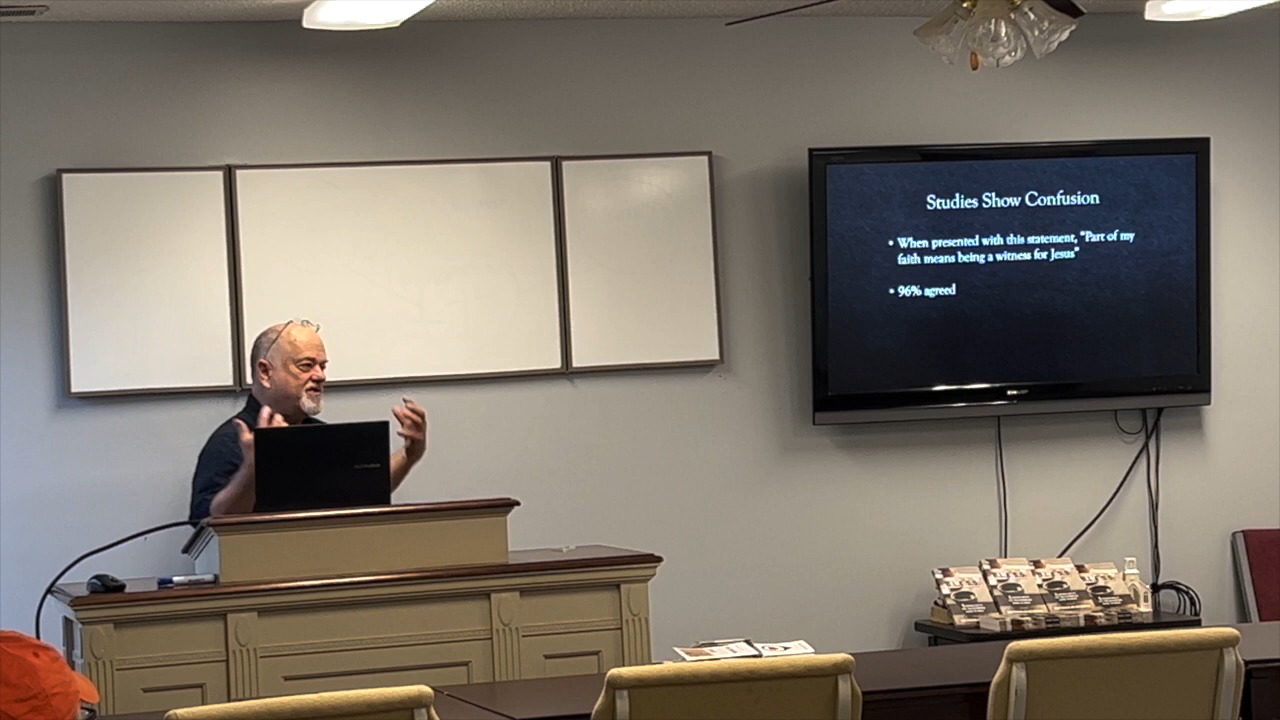 Studies Show Confusion
• When presented with this statement, "Part of my
faith means being a witness for Jesus"
• 96% agreed